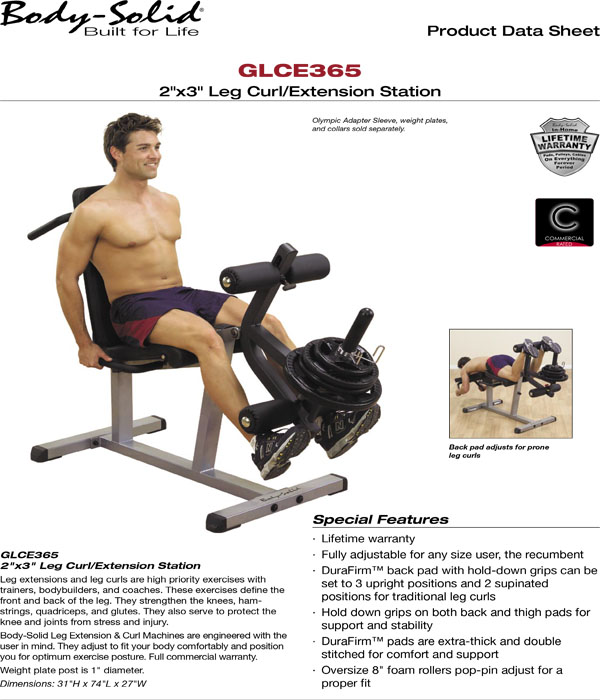 Body-Solid®
Built for Life
Product Data Sheet
GLCE365
2"x3" Leg Curl/Extension Station
Olympic Adapter Sleeve, weight plates,
and collars sold separately.
Body-Solid
In-Home
LIFETIME
WARRANTY
Pads, Pulleys, Cables
On Everything
Forever
Period
C
COMMERCIAL
RATED
Back pad adjusts for prone
leg curls
Body-Solid
GLCE365
2"x3" Leg Curl/Extension Station
Leg extensions and leg curls are high priority exercises with
trainers, bodybuilders, and coaches. These exercises define the
front and back of the leg. They strengthen the knees, ham-
strings, quadriceps, and glutes. They also serve to protect the
knee and joints from stress and injury.
Body-Solid Leg Extension & Curl Machines are engineered with the
user in mind. They adjust to fit your body comfortably and position
you for optimum exercise posture. Full commercial warranty.
Weight plate post is 1" diameter.
Dimensions: 31"H x 74"L x 27"W
Special Features
· Lifetime warranty
· Fully adjustable for any size user, the recumbent
· DuraFirm™ back pad with hold-down grips can be
set to 3 upright positions and 2 supinated
positions for traditional leg curls
· Hold down grips on both back and thigh pads for
support and stability
· DuraFirm™ pads are extra-thick and double
stitched for comfort and support
· Oversize 8" foam rollers pop-pin adjust for a
proper fit